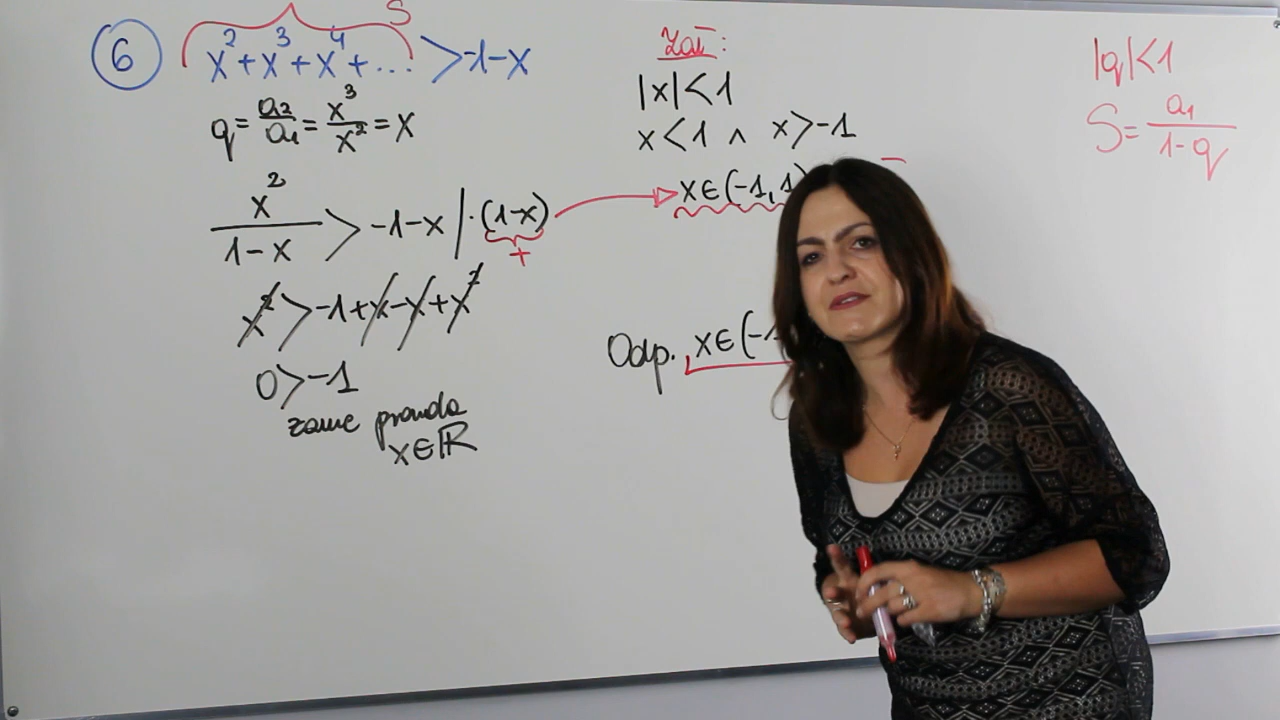 6 x² + x³ + x⁴ + ... > -1-x
S
q = a₂/a₁ = x³/x² = x
x²/(1-x) > -1-x | ·(1-x)
+
x² > -1+x-x+x²
0 > -1
zawsze prawda
x∈ℝ
Zał:
|x|<1
x<1 ∧ x>-1
x∈(-1,1)
Odp. x∈(-1
|q|<1
S = a₁/(1-q)